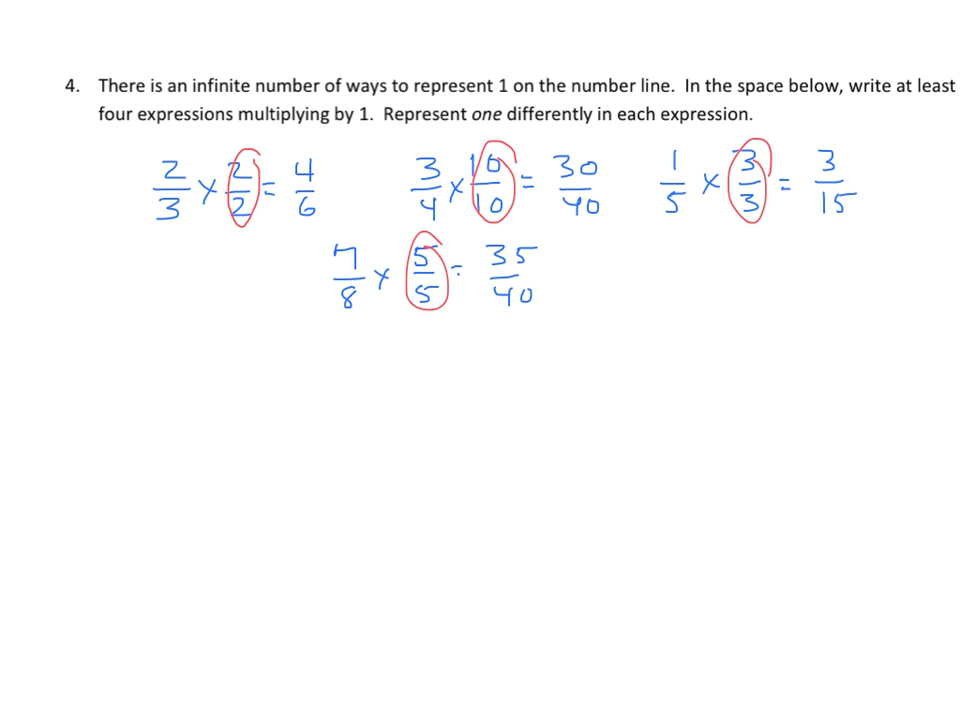 4. There is an infinite number of ways to represent 1 on the number line. In the space below, write at least
four expressions multiplying by 1. Represent one differently in each expression.
2/3 × 2/2 = 4/6 3/4 × 10/10 = 30/40 1/5 × 3/3 = 3/15
7/8 × 5/5 = 35/40